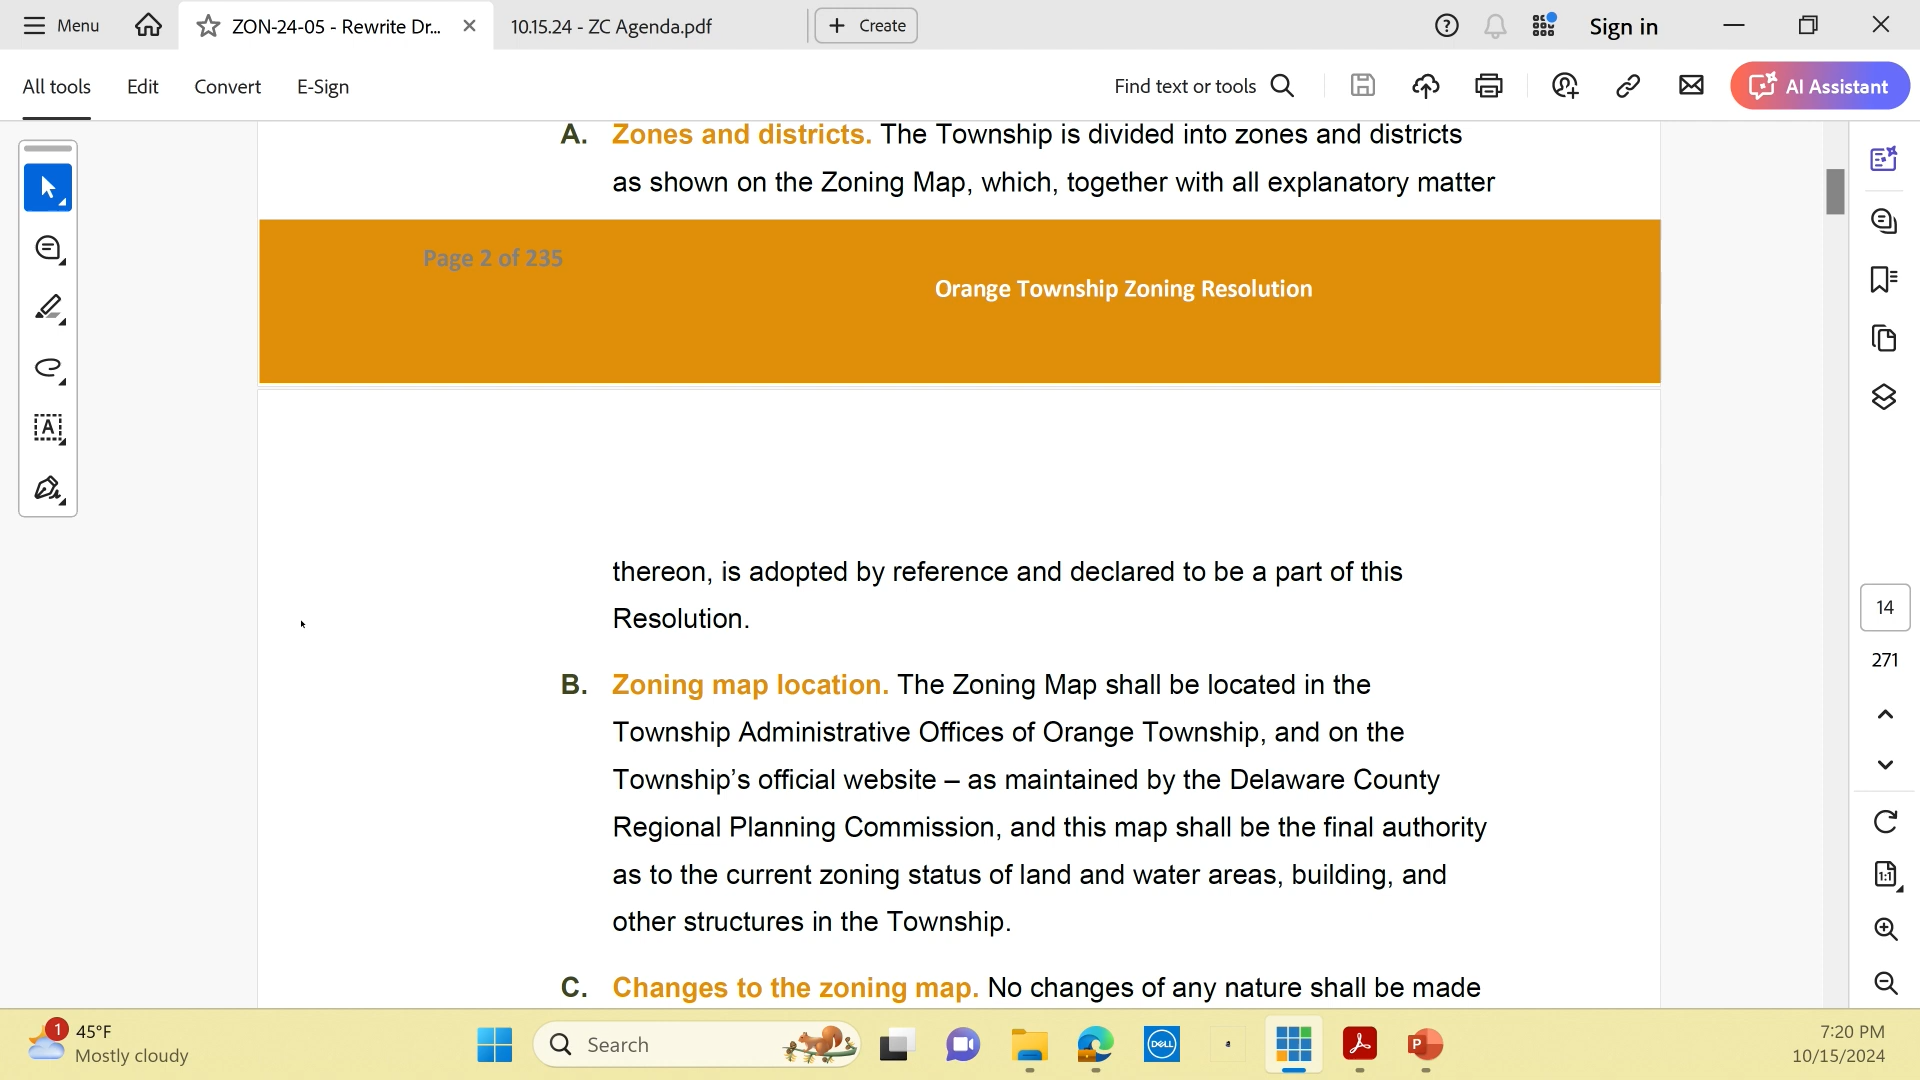 Menu
ZON-24-05 - Rewrite Dr...
10.15.24 - ZC Agenda.pdf
Create
Sign in
All tools
Edit
Convert
E-Sign
Find text or tools
AI Assistant
A. Zones and districts. The Township is divided into zones and districts
as shown on the Zoning Map, which, together with all explanatory matter
Page 2 of 235
Orange Township Zoning Resolution
thereon, is adopted by reference and declared to be a part of this
Resolution.
B. Zoning map location. The Zoning Map shall be located in the
Township Administrative Offices of Orange Township, and on the
Township’s official website – as maintained by the Delaware County
Regional Planning Commission, and this map shall be the final authority
as to the current zoning status of land and water areas, building, and
other structures in the Township.
C. Changes to the zoning map. No changes of any nature shall be made
14
271
1:1
1
45°F
Mostly cloudy
Search
DELL
a
P
7:20 PM
10/15/2024